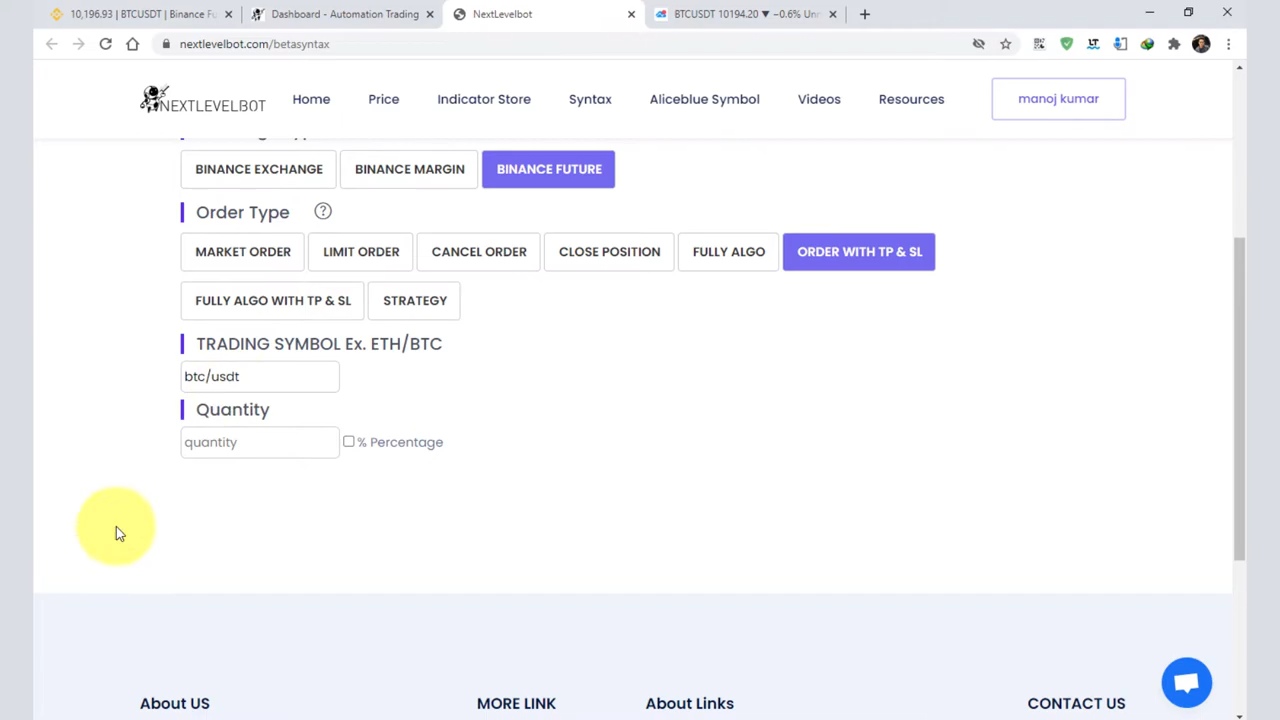 10,196.93 | BTCUSDT | Binance Fu
Dashboard - Automation Trading
NextLevelbot
BTCUSDT 10194.20 ▼ −0.6% Unn
nextlevelbot.com/betasyntax
NEXTLEVELBOT
Home
Price
Indicator Store
Syntax
Aliceblue Symbol
Videos
Resources
manoj kumar
BINANCE EXCHANGE
BINANCE MARGIN
BINANCE FUTURE
Order Type ?
MARKET ORDER
LIMIT ORDER
CANCEL ORDER
CLOSE POSITION
FULLY ALGO
ORDER WITH TP & SL
FULLY ALGO WITH TP & SL
STRATEGY
TRADING SYMBOL Ex. ETH/BTC
btc/usdt
Quantity
quantity
% Percentage
About US
MORE LINK
About Links
CONTACT US